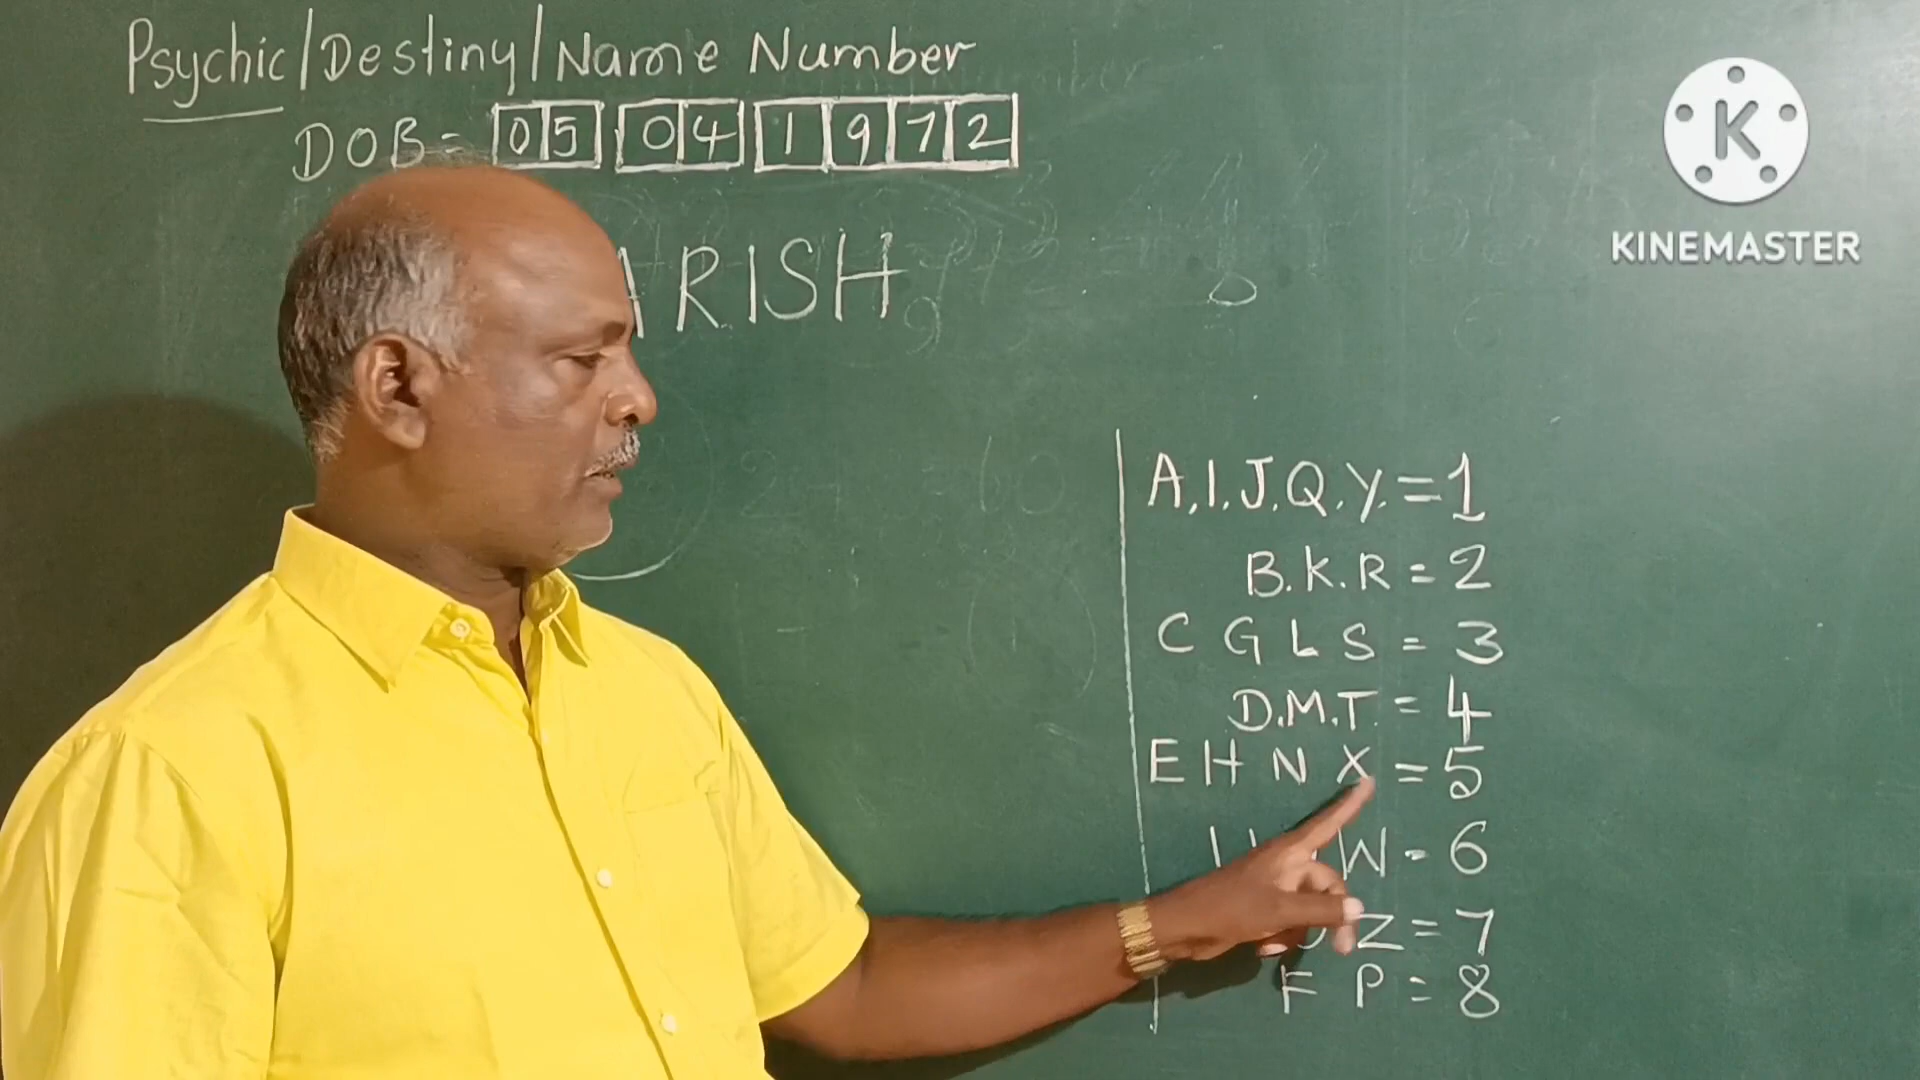 Psychic/Destiny/Name Number
DOB= 05 04 1972
ARISH
K
KINEMASTER
A.I.J.Q.Y.=1
B.K.R=2
C G L S = 3
D.M.T.=4
E H N X =5
W=6
Z=7
F P=8